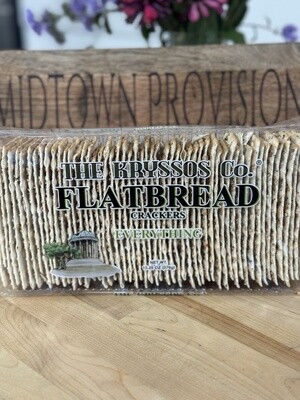 MIDTOWN PROVISION
THE KRYSSOS Co.®
FLATBREAD
CRACKERS
EVERYTHING